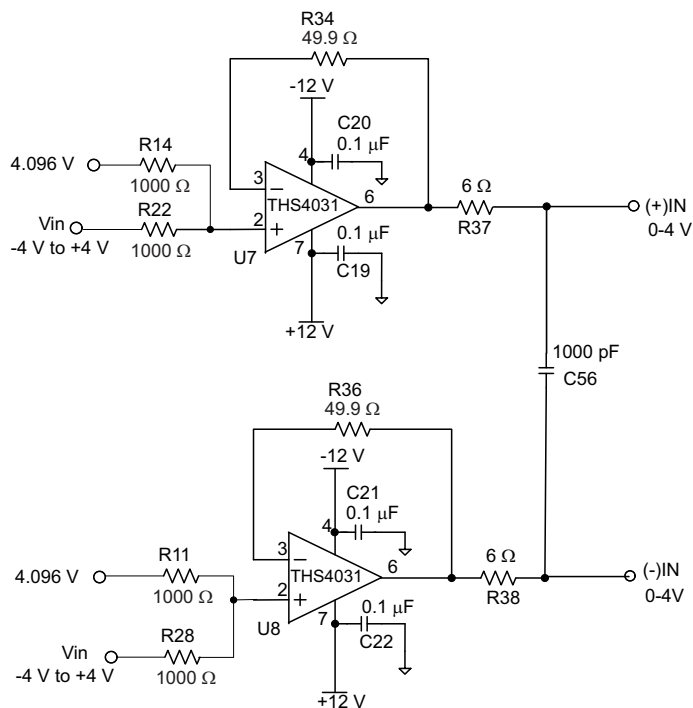 R34
49.9 Ω
-12 V
C20
0.1 μF
R14
4
4.096 V
1000 Ω
3
−
6
6 Ω
(+)IN
THS4031
Vin
R22
2
+
0.1 μF
R37
0-4 V
-4 V to +4 V
1000 Ω
7
U7
C19
+12 V
1000 pF
C56
R36
49.9 Ω
-12 V
C21
4
0.1 μF
R11
3
−
6
6 Ω
(-)IN
4.096 V
THS4031
1000 Ω
2
+
R38
0-4V
0.1 μF
R28
U8
7
C22
Vin
-4 V to +4 V
1000 Ω
+12 V